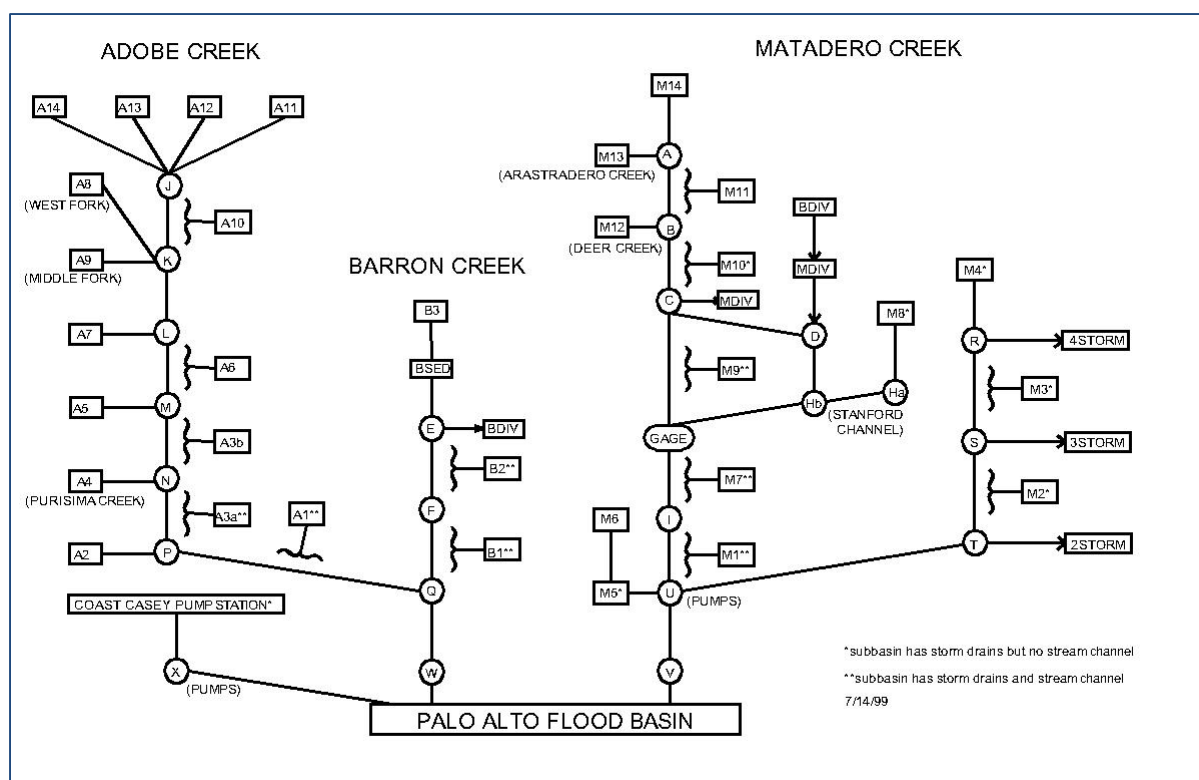 ADOBE CREEK
MATADERO CREEK
A14
A13
A12
A11
M14
A8
(WEST FORK)
J
A10
M13
A
(ARASTRADERO CREEK)
M11
BDIV
A9
(MIDDLE FORK)
K
M12
B
(DEER CREEK)
BARRON CREEK
M10*
MDIV
M4*
B3
C
MDIV
M8*
A7
L
D
R
4STORM
A6
BSED
M9**
M3*
A5
M
Hb
Ha
(STANFORD
CHANNEL)
E
BDIV
GAGE
S
3STORM
A3b
B2**
A4
N
(PURISIMA CREEK)
M7**
M2*
A3a**
A1**
F
M6
I
A2
P
B1**
M1**
T
2STORM
Q
M5*
U
(PUMPS)
COAST CASEY PUMP STATION*
X
(PUMPS)
W
V
*subbasin has storm drains but no stream channel
**subbasin has storm drains and stream channel
7/14/99
PALO ALTO FLOOD BASIN